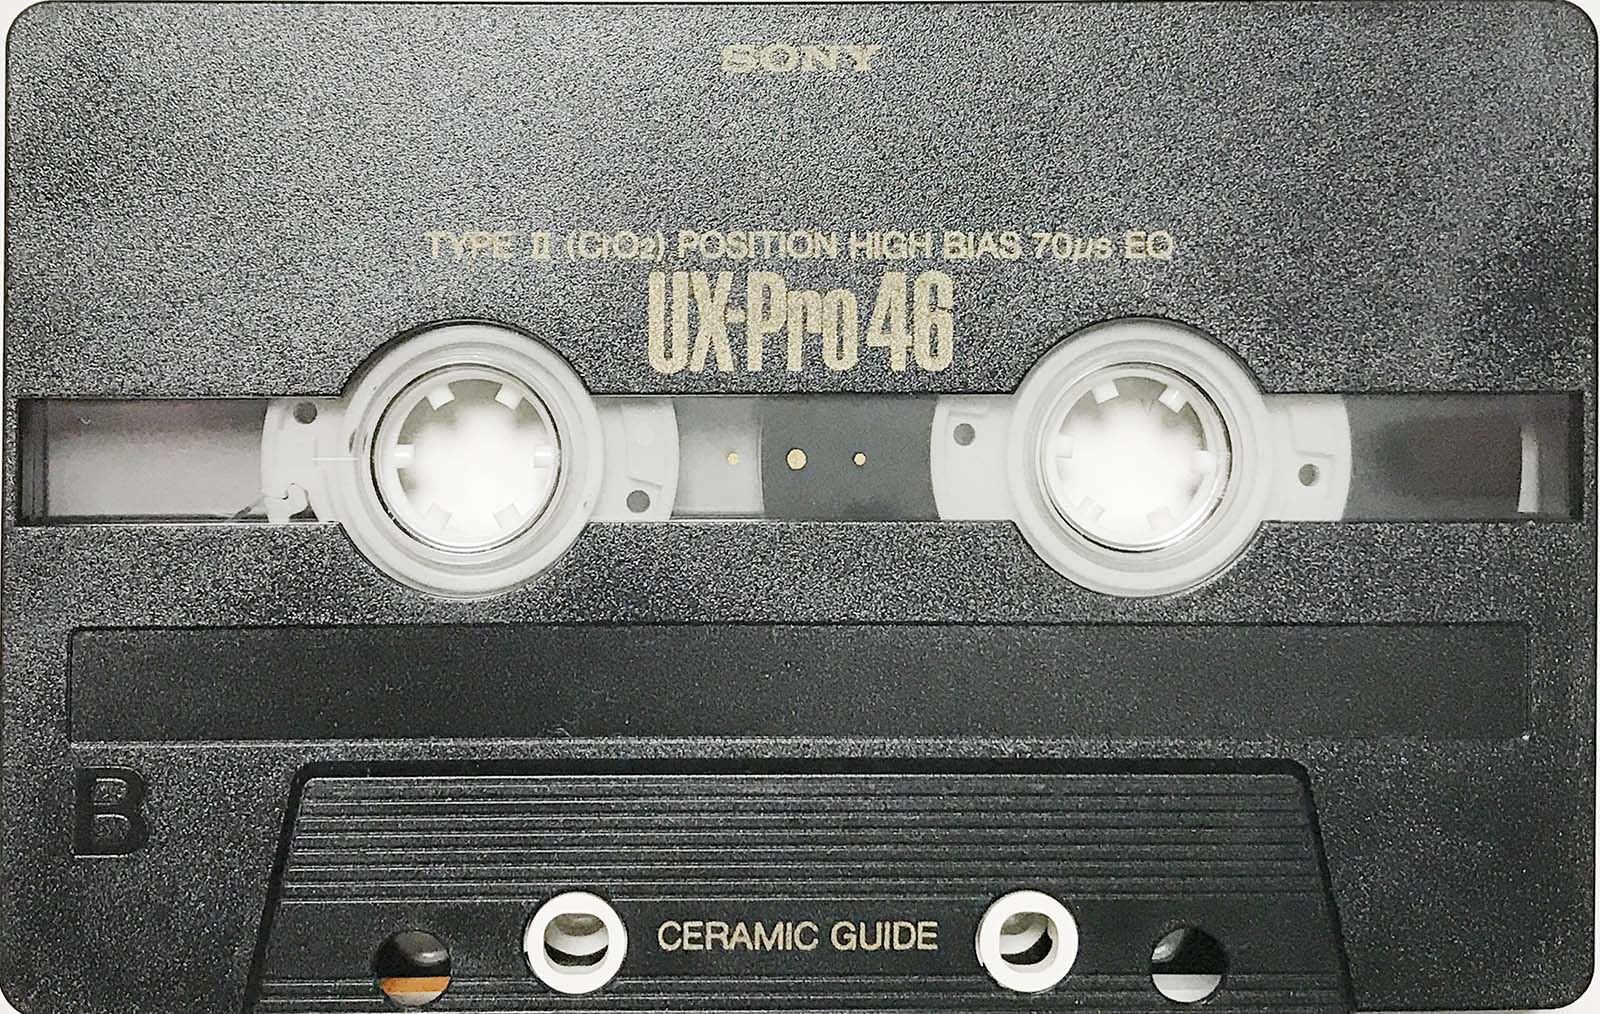 SONY
TYPE II (CrO2) POSITION HIGH BIAS 70µs EQ
UX-Pro 46
B
CERAMIC GUIDE